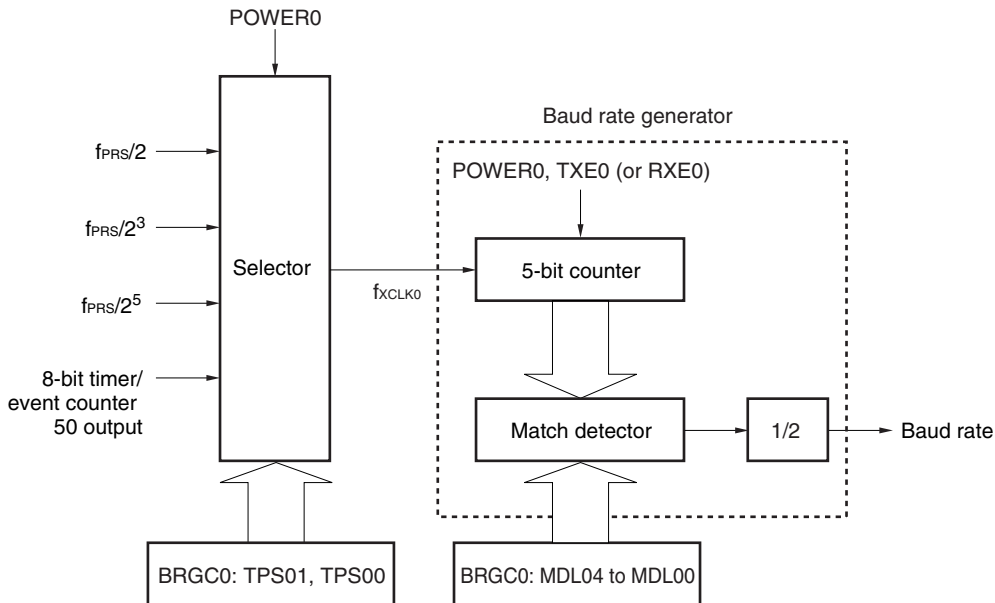 POWER0
Baud rate generator
POWER0, TXE0 (or RXE0)
fPRS/2
fPRS/2³
Selector
5-bit counter
fXCLK0
fPRS/2⁵
8-bit timer/
event counter
50 output
Match detector
1/2
Baud rate
BRGC0: TPS01, TPS00
BRGC0: MDL04 to MDL00